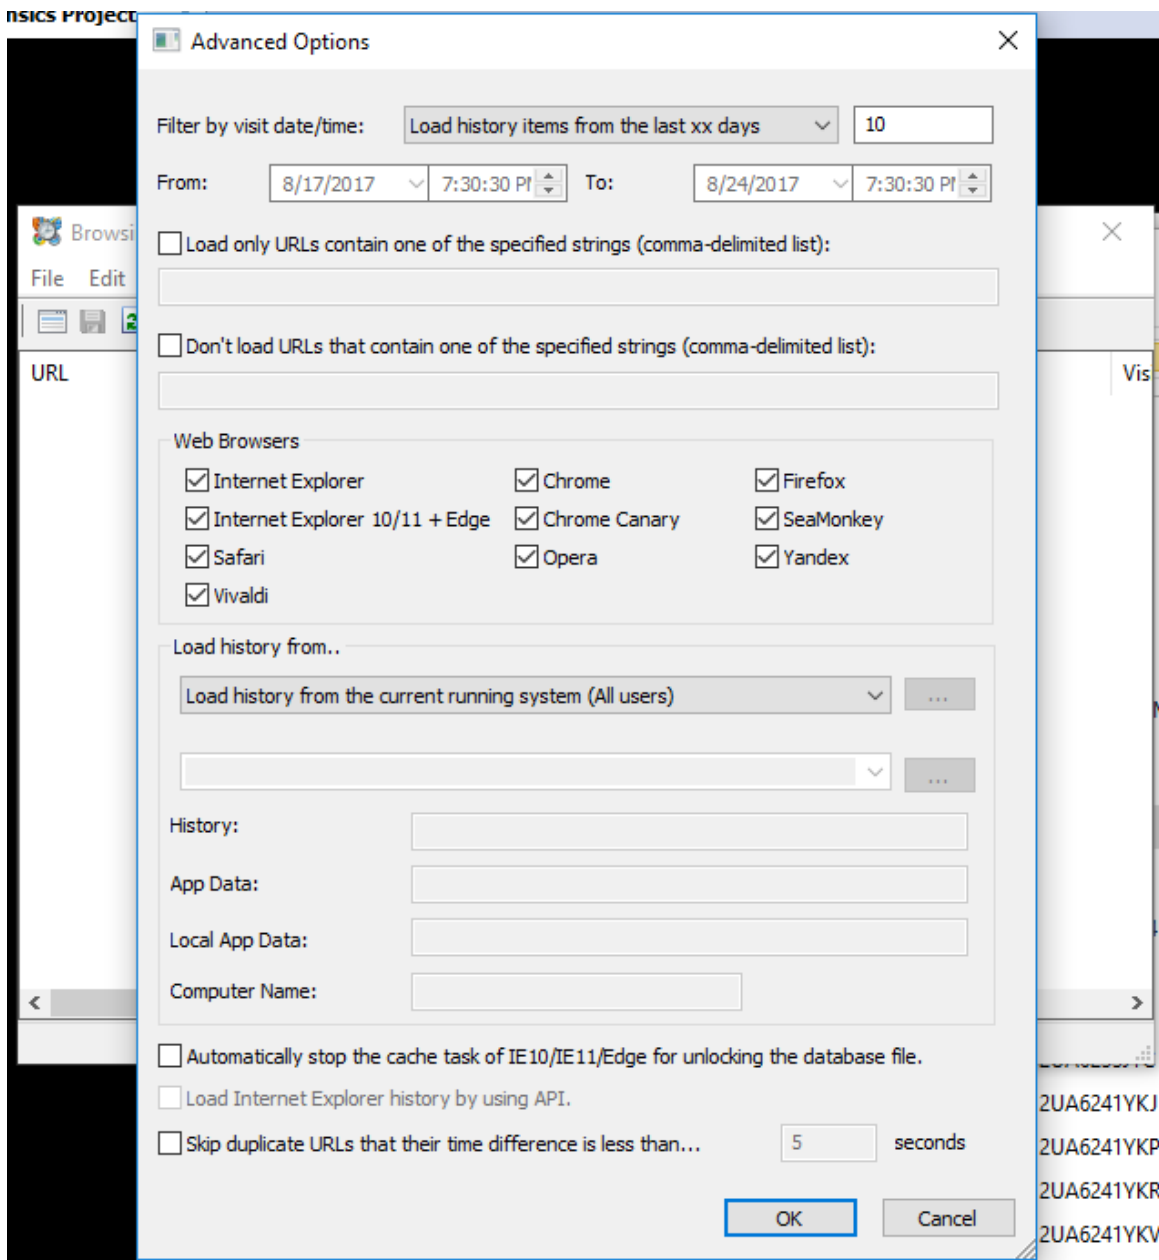 nsics Project
Advanced Options
Filter by visit date/time: Load history items from the last xx days 10
From: 8/17/2017 7:30:30 PM To: 8/24/2017 7:30:30 PM
Browsi
File Edit
Load only URLs contain one of the specified strings (comma-delimited list):
Don't load URLs that contain one of the specified strings (comma-delimited list):
URL Vis
Web Browsers
Internet Explorer Chrome Firefox
Internet Explorer 10/11 + Edge Chrome Canary SeaMonkey
Safari Opera Yandex
Vivaldi
Load history from..
Load history from the current running system (All users) ...
...
History:
App Data:
Local App Data:
Computer Name:
Automatically stop the cache task of IE10/IE11/Edge for unlocking the database file.
Load Internet Explorer history by using API.
2UA6241YKJ
Skip duplicate URLs that their time difference is less than... 5 seconds
2UA6241YKP
2UA6241YKR
OK Cancel
2UA6241YKV